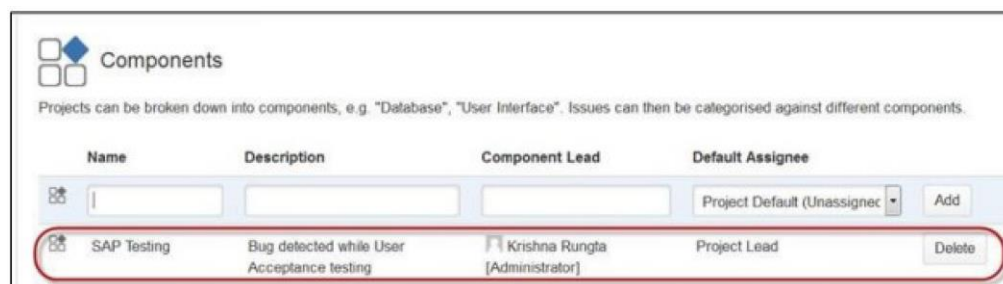 Components
Projects can be broken down into components, e.g. "Database", "User Interface". Issues can then be categorised against different components.
Name Description Component Lead Default Assignee
Project Default (Unassigned Add
SAP Testing Bug detected while User Krishna Rungta Project Lead Delete
Acceptance testing [Administrator]